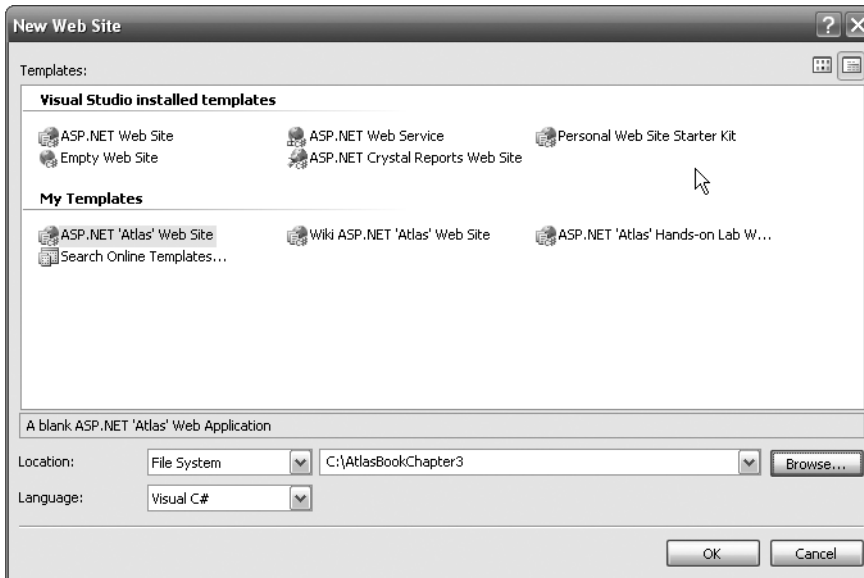 New Web Site
Templates:
Visual Studio installed templates
ASP.NET Web Site
ASP.NET Web Service
Personal Web Site Starter Kit
Empty Web Site
ASP.NET Crystal Reports Web Site
My Templates
ASP.NET 'Atlas' Web Site
Wiki ASP.NET 'Atlas' Web Site
ASP.NET 'Atlas' Hands-on Lab W...
Search Online Templates...
A blank ASP.NET 'Atlas' Web Application
Location: File System C:\AtlasBookChapter3 Browse...
Language: Visual C#
OK Cancel